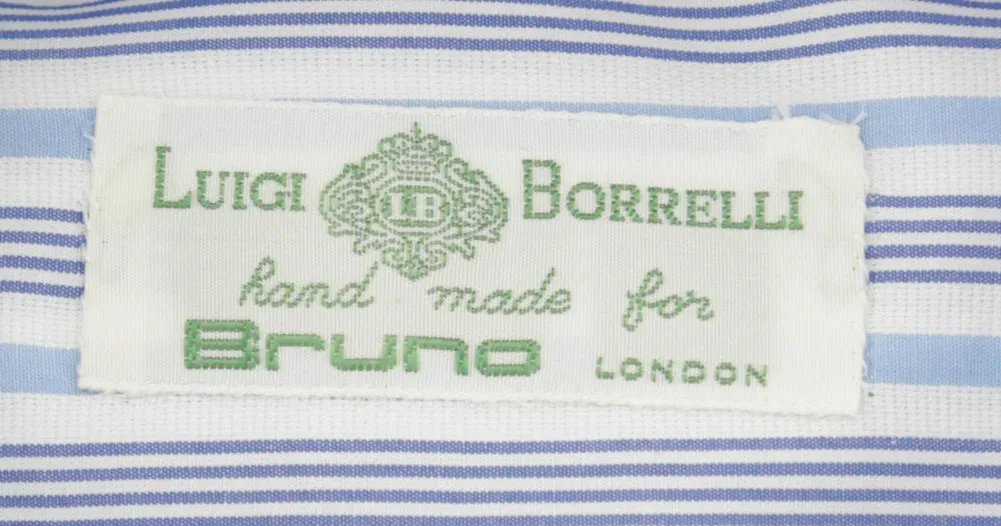 LUIGI LB BORRELLI
hand made for
Bruno LONDON